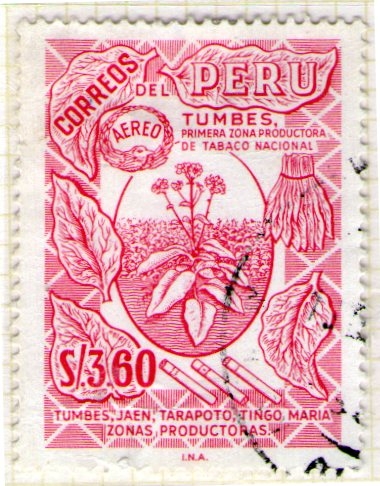 CORREOS
DEL PERU
AEREO
TUMBES,
PRIMERA ZONA PRODUCTORA
DE TABACO NACIONAL
S/.3.60
TUMBES, JAEN, TARAPOTO, TINGO, MARIA
ZONAS PRODUCTORAS.
I.N.A.